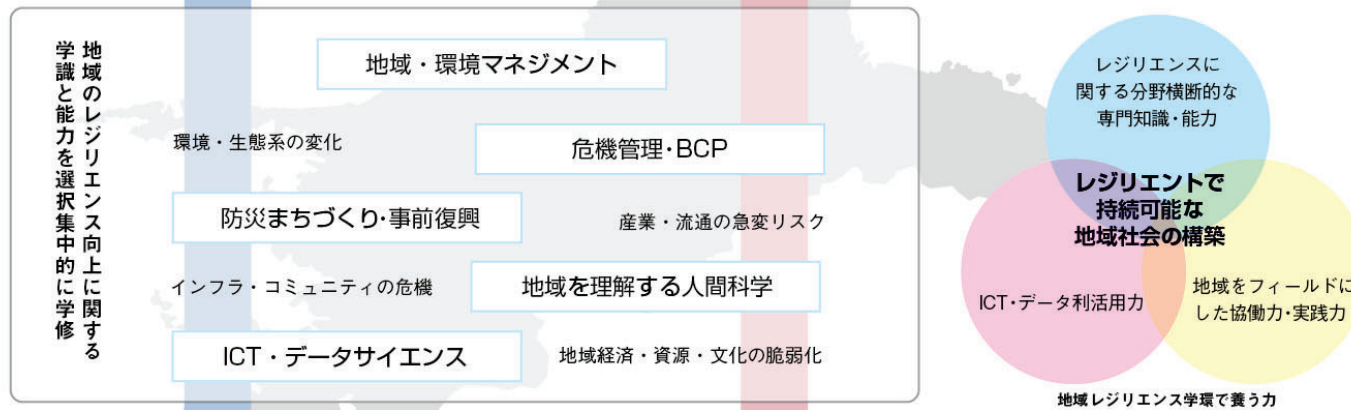 地域のレジリエンス向上に関する
学識と能力を選択集中的に学修
地域・環境マネジメント
環境・生態系の変化
危機管理・BCP
防災まちづくり・事前復興
産業・流通の急変リスク
インフラ・コミュニティの危機
地域を理解する人間科学
ICT・データサイエンス
地域経済・資源・文化の脆弱化
レジリエンスに
関する分野横断的な
専門知識・能力
レジリエントで
持続可能な
地域社会の構築
ICT・データ利活用力
地域をフィールドに
した協働力・実践力
地域レジリエンス学環で養う力